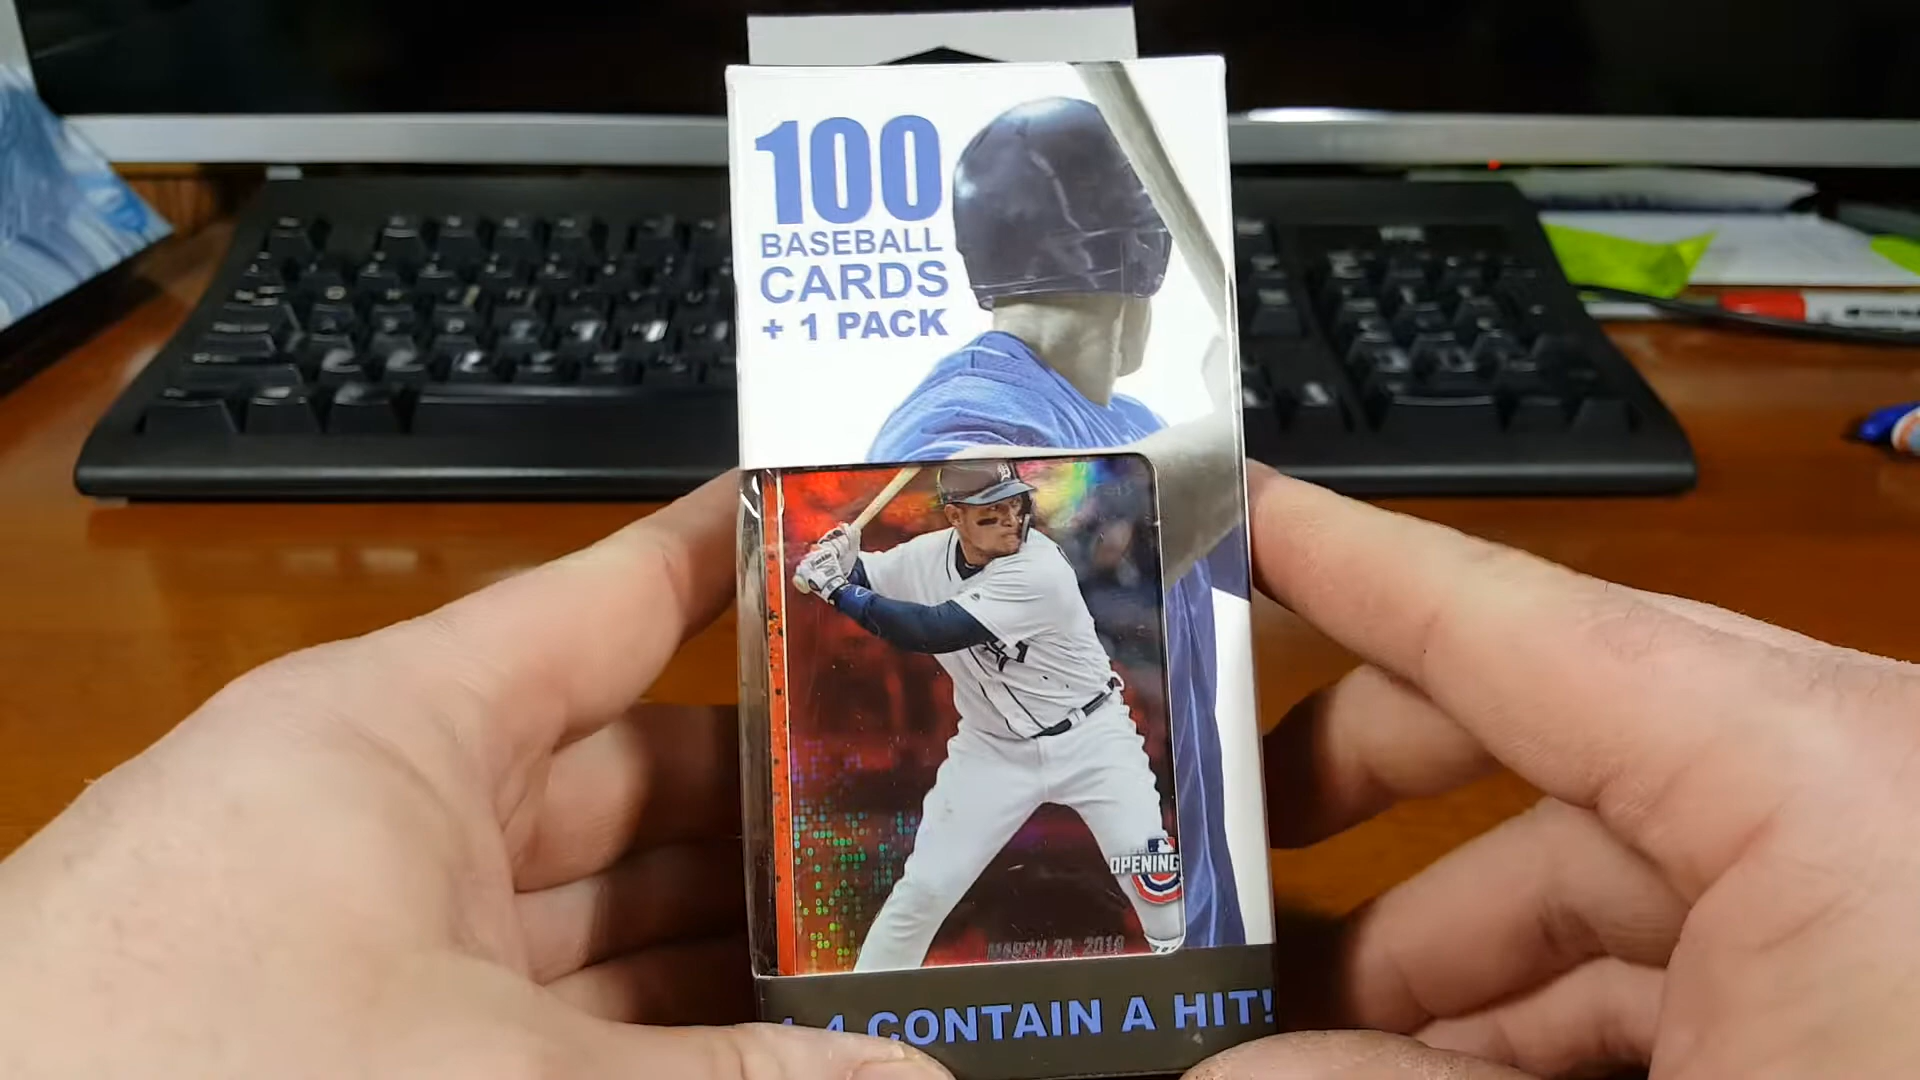 100
BASEBALL
CARDS
+ 1 PACK
OPENING
MARCH 28, 2019
4 CONTAIN A HIT!